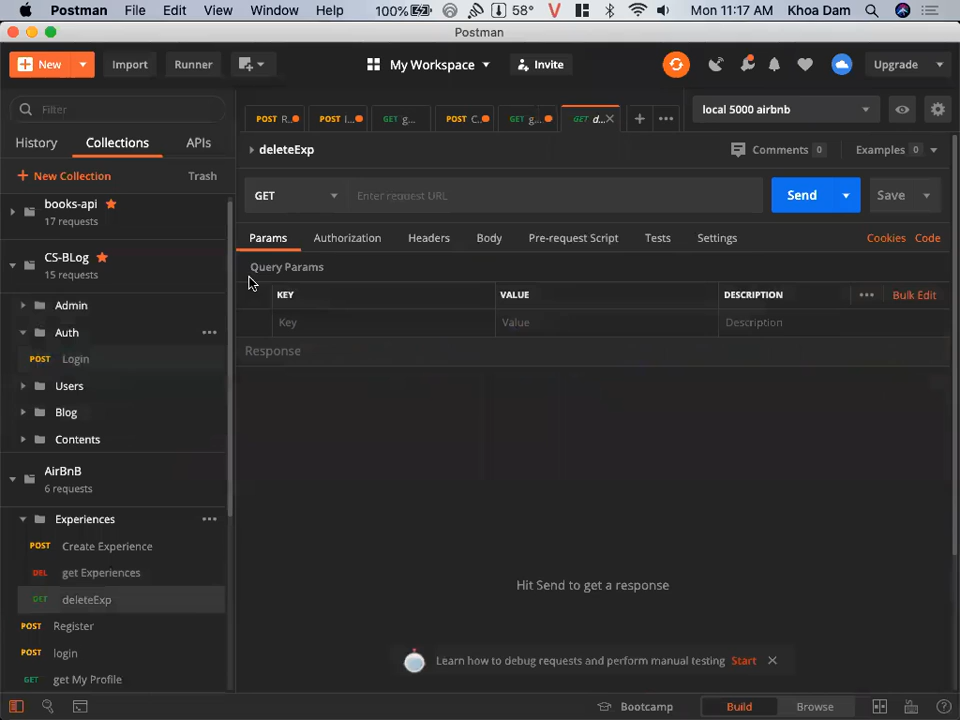 Postman File Edit View Window Help 100% 58° Mon 11:17 AM Khoa Dam
Postman
New Import Runner My Workspace Invite Upgrade
Filter
POST R.. POST l... GET g... POST C.. GET g... GET d... local 5000 airbnb
History Collections APIs
deleteExp Comments 0 Examples 0
New Collection Trash
GET Enter request URL Send Save
books-api
17 requests
Params Authorization Headers Body Pre-request Script Tests Settings Cookies Code
CS-BLog
15 requests
Query Params
KEY VALUE DESCRIPTION Bulk Edit
Key Value Description
Response
Admin
Auth
POST Login
Users
Blog
Contents
AirBnB
6 requests
Experiences
POST Create Experience
DEL get Experiences
GET deleteExp
POST Register
POST login
GET get My Profile
Hit Send to get a response
Learn how to debug requests and perform manual testing Start
Bootcamp Build Browse